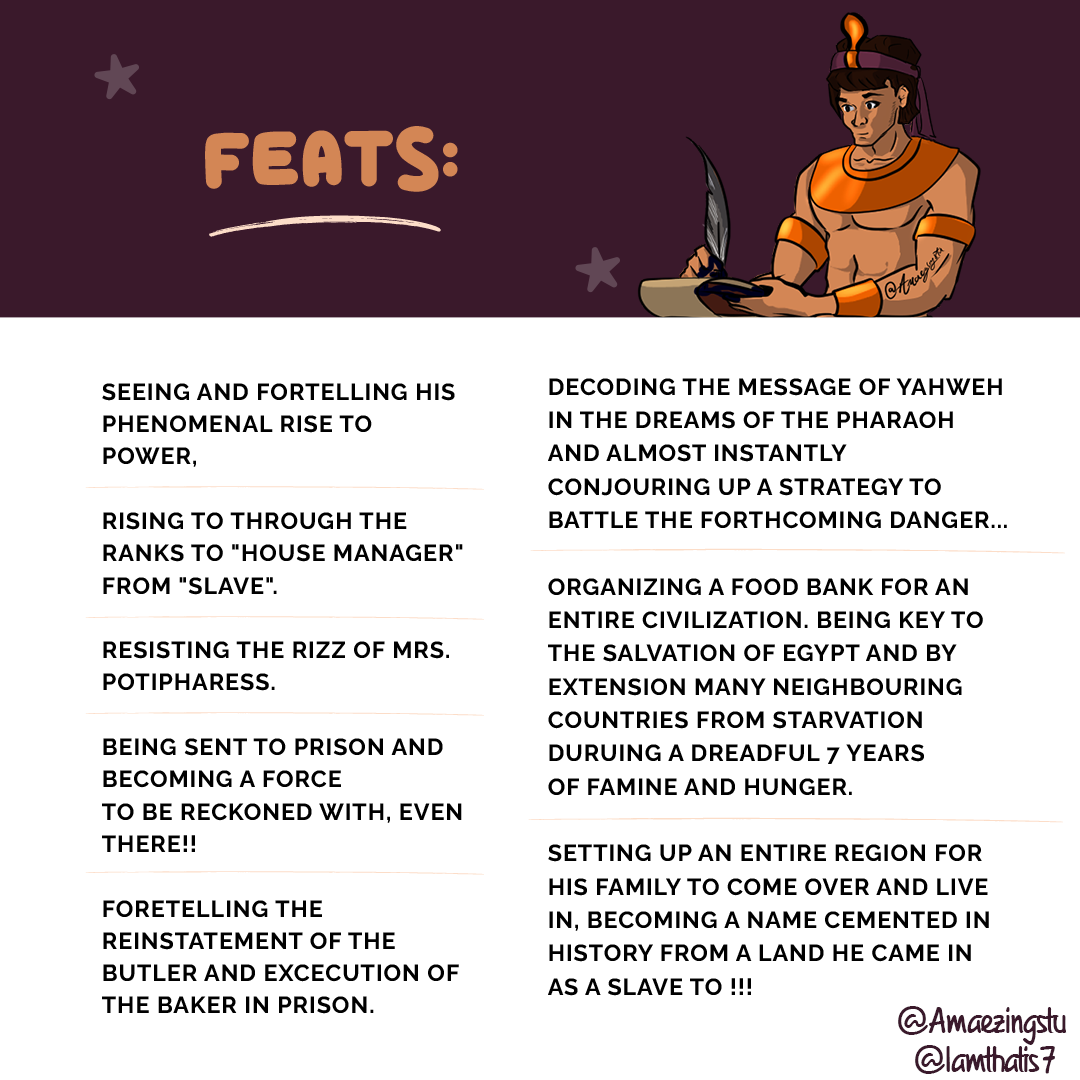 FEATS:
@Amaezingstu
SEEING AND FORTELLING HIS
PHENOMENAL RISE TO
POWER,
RISING TO THROUGH THE
RANKS TO "HOUSE MANAGER"
FROM "SLAVE".
RESISTING THE RIZZ OF MRS.
POTIPHARESS.
BEING SENT TO PRISON AND
BECOMING A FORCE
TO BE RECKONED WITH, EVEN
THERE!!
FORETELLING THE
REINSTATEMENT OF THE
BUTLER AND EXCECUTION OF
THE BAKER IN PRISON.
DECODING THE MESSAGE OF YAHWEH
IN THE DREAMS OF THE PHARAOH
AND ALMOST INSTANTLY
CONJOURING UP A STRATEGY TO
BATTLE THE FORTHCOMING DANGER...
ORGANIZING A FOOD BANK FOR AN
ENTIRE CIVILIZATION. BEING KEY TO
THE SALVATION OF EGYPT AND BY
EXTENSION MANY NEIGHBOURING
COUNTRIES FROM STARVATION
DURUING A DREADFUL 7 YEARS
OF FAMINE AND HUNGER.
SETTING UP AN ENTIRE REGION FOR
HIS FAMILY TO COME OVER AND LIVE
IN, BECOMING A NAME CEMENTED IN
HISTORY FROM A LAND HE CAME IN
AS A SLAVE TO !!!
@Amaezingstu
@Iamthatis7